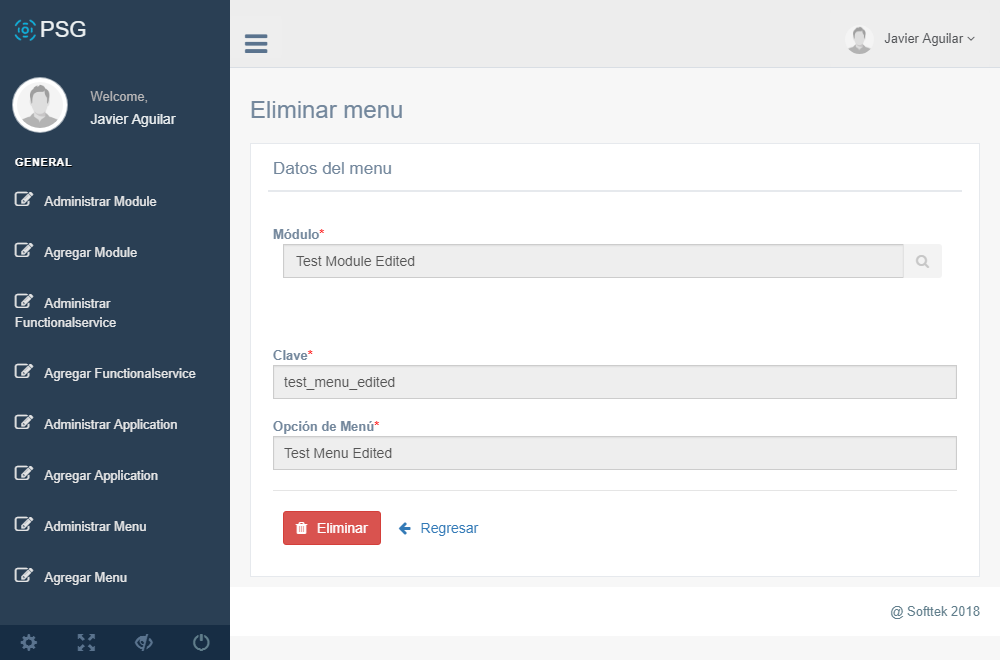 PSG
Welcome,
Javier Aguilar
GENERAL
Administrar Module
Agregar Module
Administrar
Functionalservice
Agregar Functionalservice
Administrar Application
Agregar Application
Administrar Menu
Agregar Menu
Javier Aguilar
Eliminar menu
Datos del menu
Módulo*
Test Module Edited
Clave*
test_menu_edited
Opción de Menú*
Test Menu Edited
Eliminar
Regresar
@ Softtek 2018